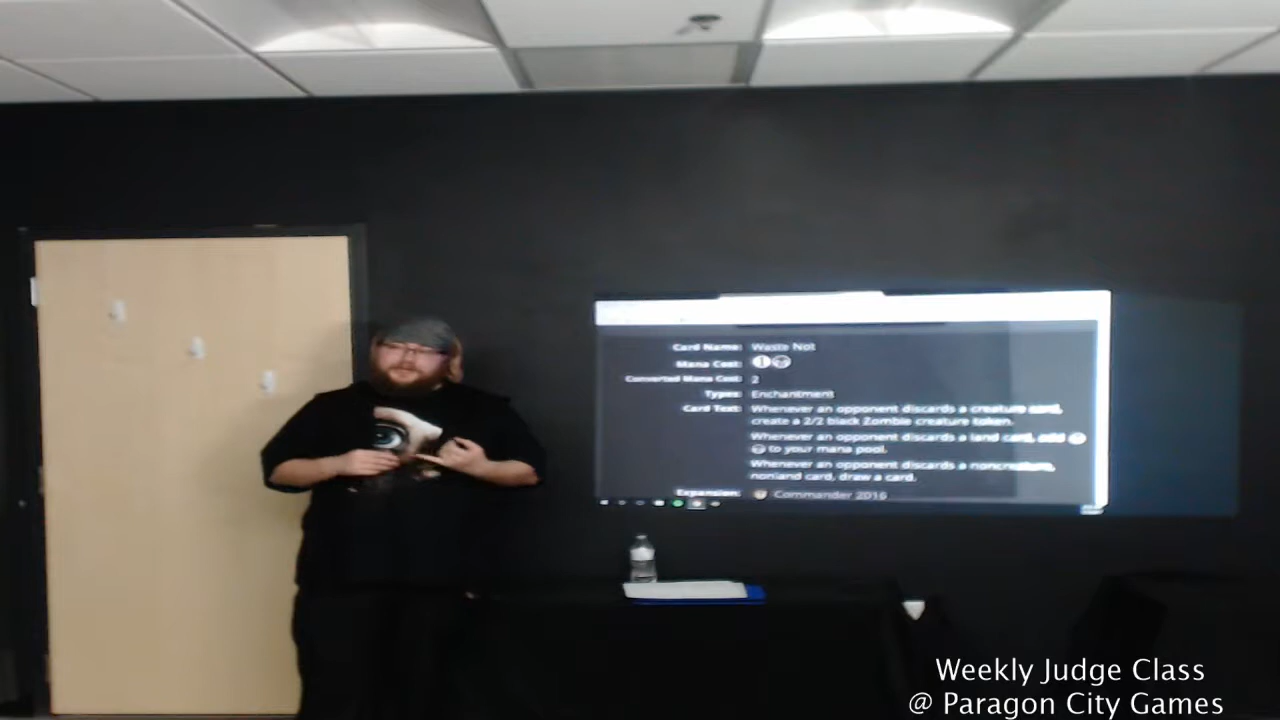 Card Name: Waste Not
Mana Cost:
Converted Mana Cost: 2
Types: Enchantment
Card Text: Whenever an opponent discards a creature card,
create a 2/2 black Zombie creature token.
Whenever an opponent discards a land card, add
to your mana pool.
Whenever an opponent discards a noncreature,
nonland card, draw a card.
Expansion: Commander 2016
Weekly Judge Class
@ Paragon City Games